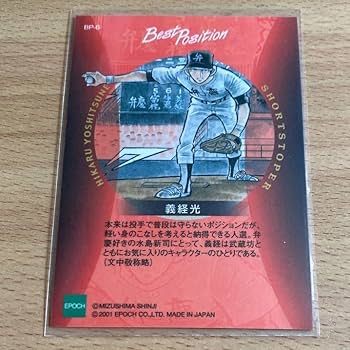 BP-6
Best Position
HIKARU YOSHITSUNE
SHORTSTOPER
弁慶
義経光
本来は投手で普段は守らないポジションだが、
軽い身のこなしを考えると納得できる人選。弁
慶好きの水島新司にとって、義経は武蔵坊と
ともにお気に入りのキャラクターのひとりである。
(文中敬称略)
EPOCH
©MIZUSHIMA SHINJI
©2001 EPOCH CO.,LTD. MADE IN JAPAN